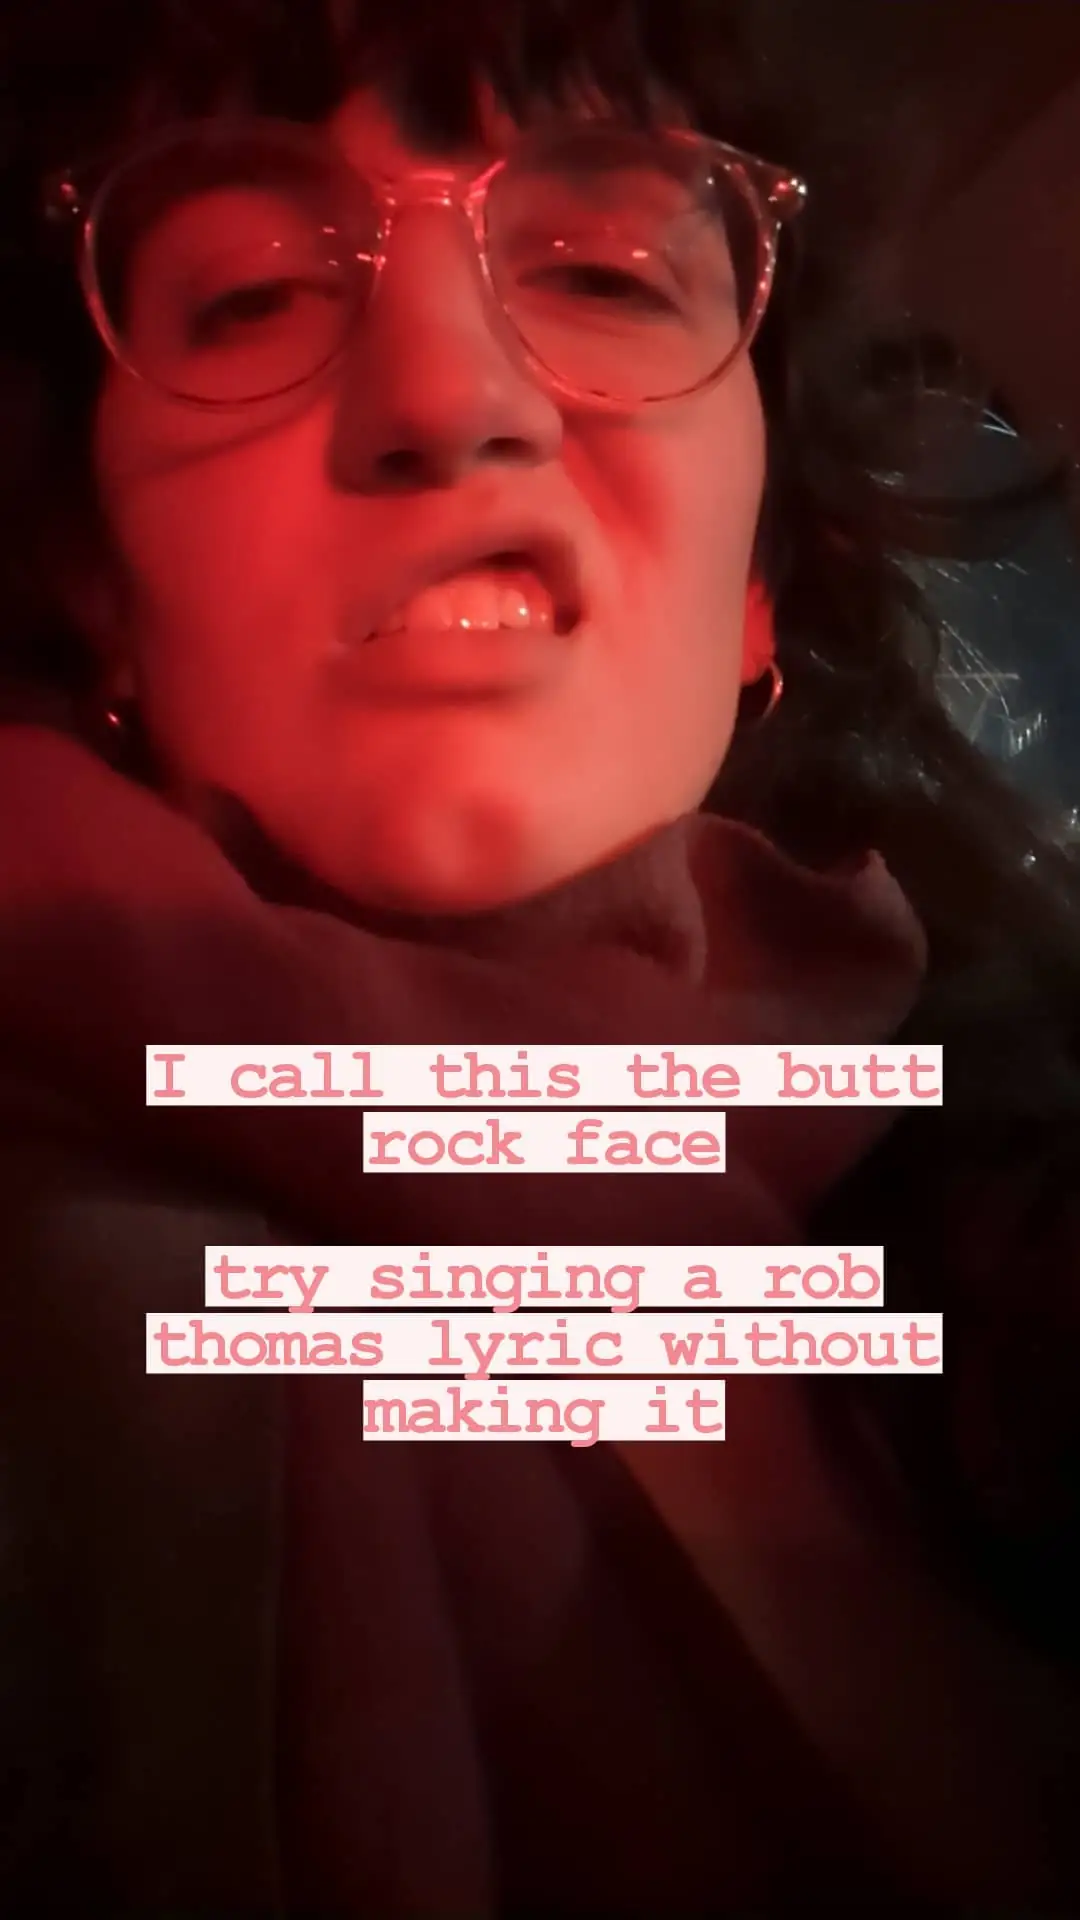 I call this the butt
rock face
try singing a rob
thomas lyric without
making it